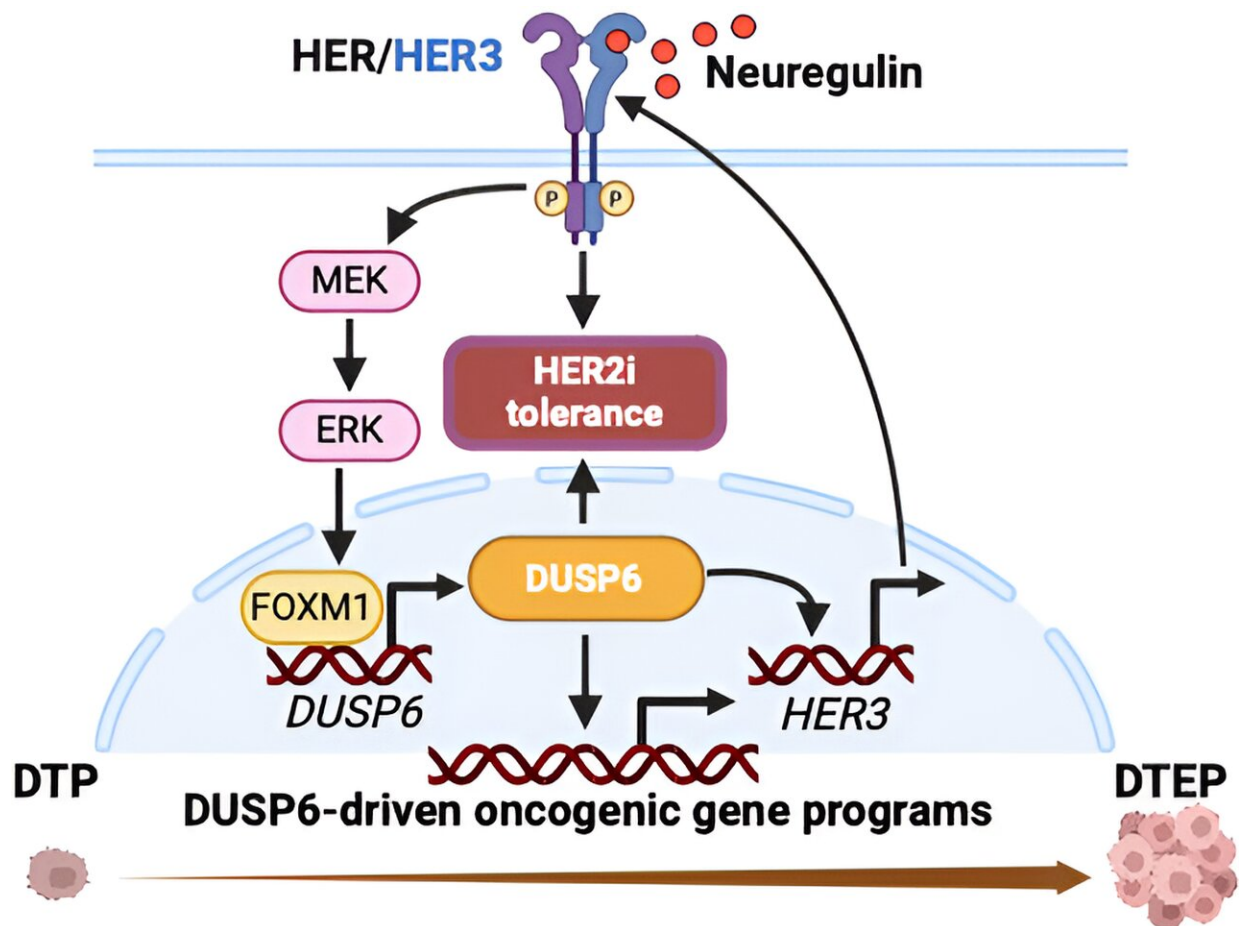 HER/HER3
Neuregulin
P
P
MEK
HER2i
tolerance
ERK
DUSP6
FOXM1
DUSP6
HER3
DTP
DTEP
DUSP6-driven oncogenic gene programs